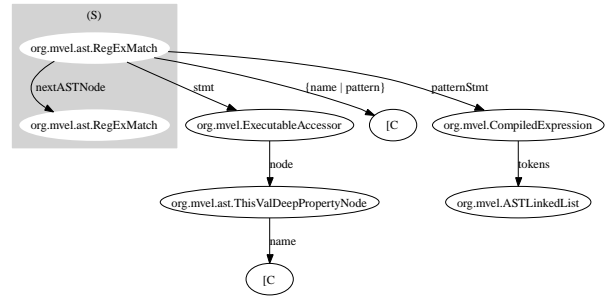 (S)
org.mvel.ast.RegExMatch
nextASTNode
stmt
{name | pattern}
patternStmt
org.mvel.ast.RegExMatch
org.mvel.ExecutableAccessor
[C
org.mvel.CompiledExpression
node
tokens
org.mvel.ast.ThisValDeepPropertyNode
org.mvel.ASTLinkedList
name
[C